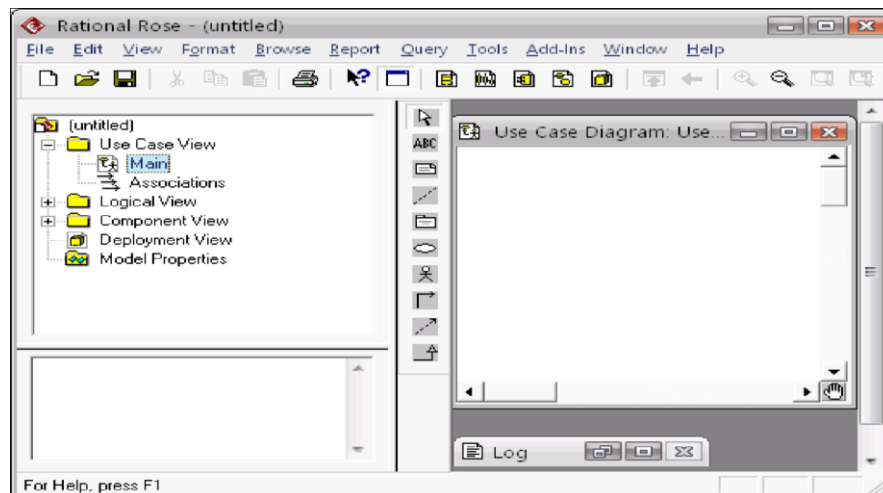 Rational Rose - (untitled)
File Edit View Format Browse Report Query Tools Add-Ins Window Help
(untitled)
Use Case View
Main
Associations
Logical View
Component View
Deployment View
Model Properties
ABC
Use Case Diagram: Use...
Log
For Help, press F1